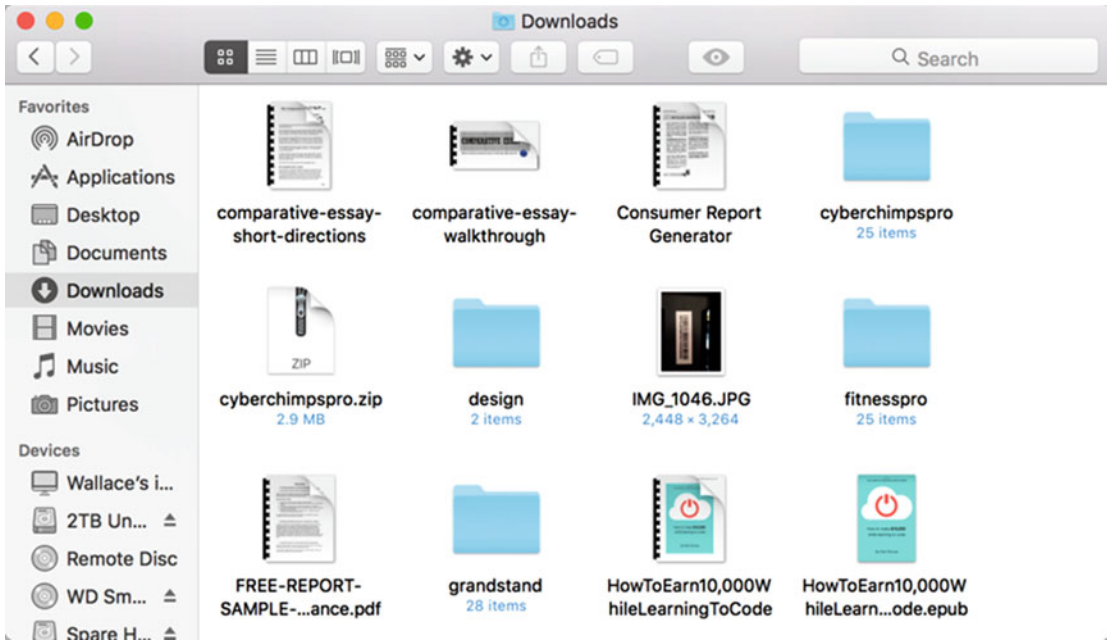 Downloads
Search
Favorites
AirDrop
Applications
Desktop
Documents
Downloads
Movies
Music
Pictures
Devices
Wallace's i...
2TB Un...
Remote Disc
WD Sm...
Spare H...
comparative-essay-
short-directions
comparative-essay-
walkthrough
Consumer Report
Generator
cyberchimpspro
25 items
ZIP
cyberchimpspro.zip
2.9 MB
design
2 items
IMG_1046.JPG
2,448 × 3,264
fitnesspro
25 items
FREE-REPORT-
SAMPLE-...ance.pdf
grandstand
28 items
HowToEarn10,000W
hileLearningToCode
HowToEarn10,000W
hileLearn...ode.epub